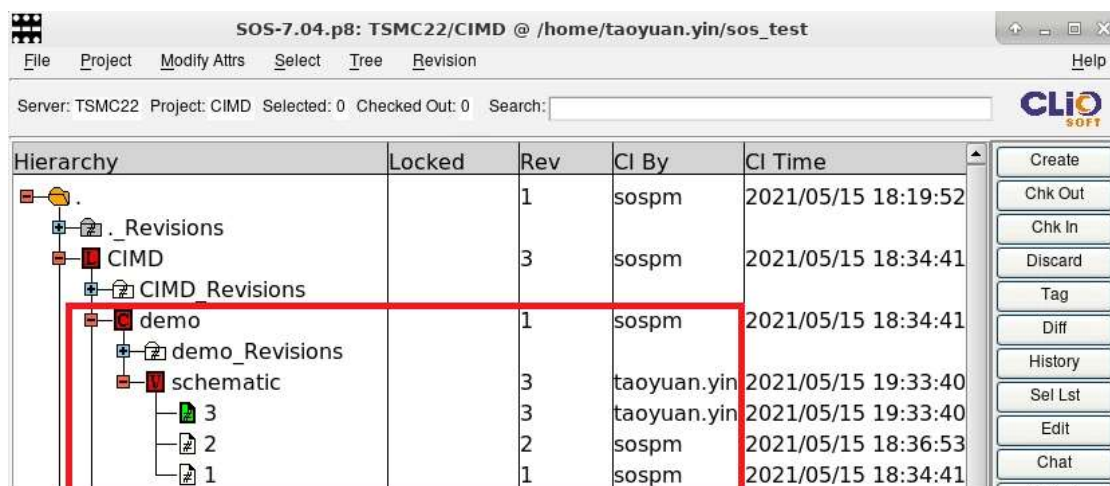 SOS-7.04.p8: TSMC22/CIMD @ /home/taoyuan.yin/sos_test
File Project Modify Attrs Select Tree Revision Help
Server: TSMC22 Project: CIMD Selected: 0 Checked Out: 0 Search:
CLiO
SOFT
Hierarchy Locked Rev CI By CI Time
. 1 sospm 2021/05/15 18:19:52
._Revisions
CIMD 3 sospm 2021/05/15 18:34:41
CIMD_Revisions
demo 1 sospm 2021/05/15 18:34:41
demo_Revisions
schematic 3 taoyuan.yin 2021/05/15 19:33:40
3 3 taoyuan.yin 2021/05/15 19:33:40
2 2 sospm 2021/05/15 18:36:53
1 1 sospm 2021/05/15 18:34:41
Create
Chk Out
Chk In
Discard
Tag
Diff
History
Sel Lst
Edit
Chat